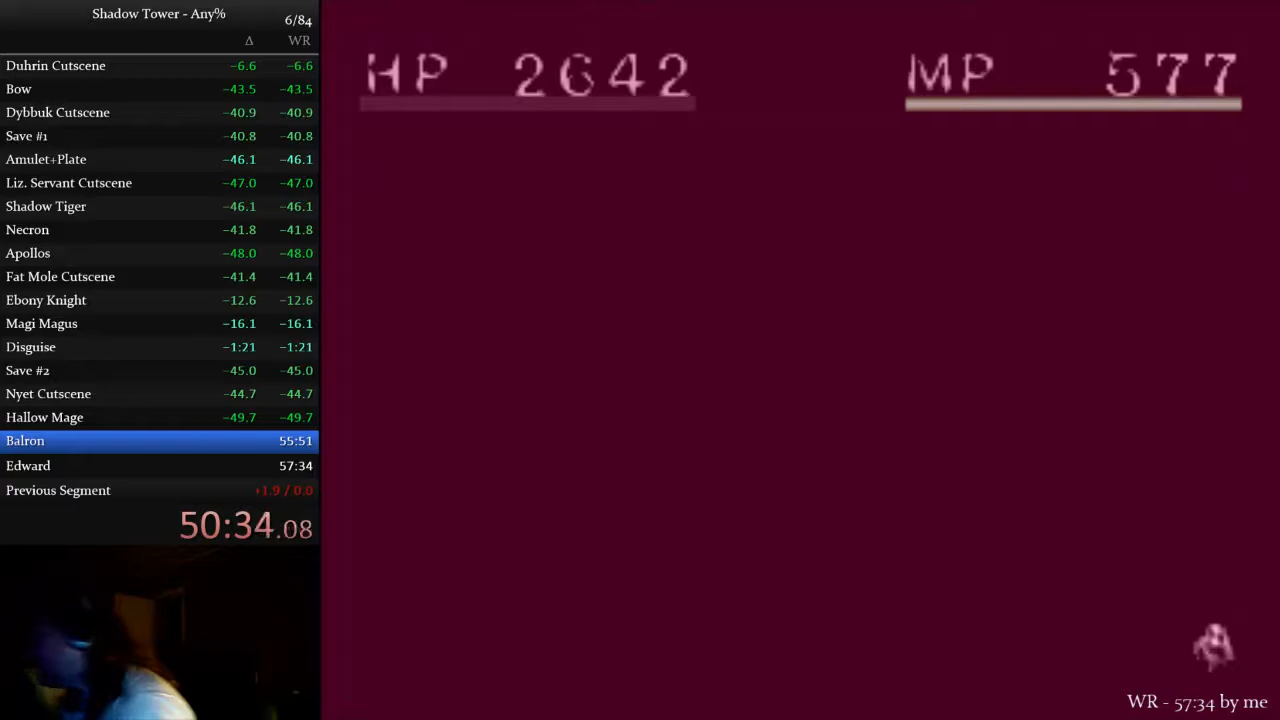 Shadow Tower - Any%
6/84
Δ WR
Duhrin Cutscene -6.6 -6.6
Bow -43.5 -43.5
Dybbuk Cutscene -40.9 -40.9
Save #1 -40.8 -40.8
Amulet+Plate -46.1 -46.1
Liz. Servant Cutscene -47.0 -47.0
Shadow Tiger -46.1 -46.1
Necron -41.8 -41.8
Apollos -48.0 -48.0
Fat Mole Cutscene -41.4 -41.4
Ebony Knight -12.6 -12.6
Magi Magus -16.1 -16.1
Disguise -1:21 -1:21
Save #2 -45.0 -45.0
Nyet Cutscene -44.7 -44.7
Hallow Mage -49.7 -49.7
Balron 55:51
Edward 57:34
Previous Segment +1.9 / 0.0
50:34.08
HP 2642 MP 577
WR - 57:34 by me